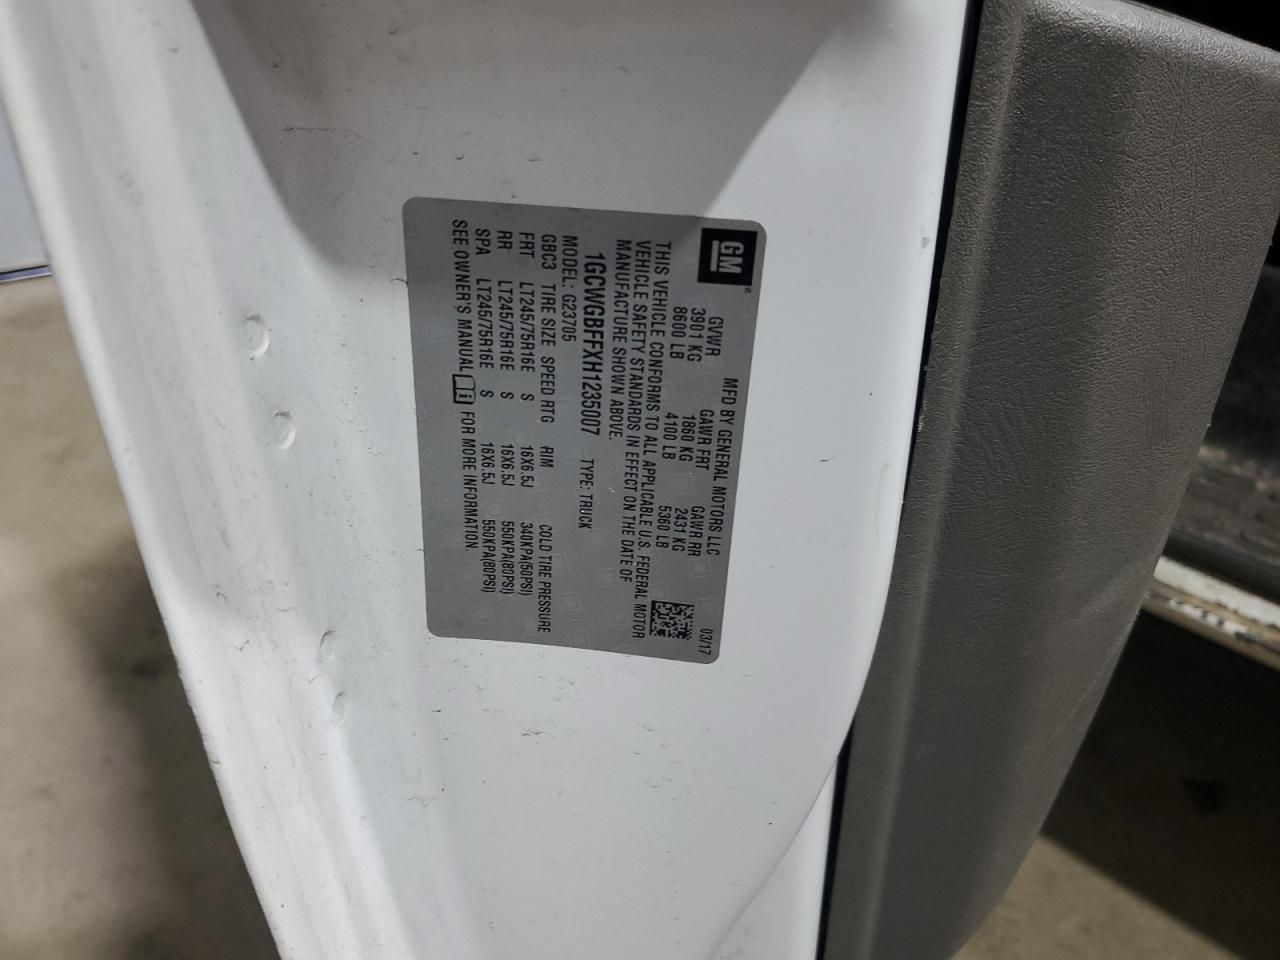 GM
MFD BY GENERAL MOTORS LLC 03/17
GVWR GAWR FRT GAWR RR
3901 KG 1860 KG 2431 KG
8600 LB 4100 LB 5360 LB
THIS VEHICLE CONFORMS TO ALL APPLICABLE U.S. FEDERAL MOTOR
VEHICLE SAFETY STANDARDS IN EFFECT ON THE DATE OF
MANUFACTURE SHOWN ABOVE.
1GCWGBFFXH1235007 TYPE: TRUCK
MODEL: G23705
GBC3 TIRE SIZE SPEED RTG RIM COLD TIRE PRESSURE
FRT LT245/75R16E S 16X6.5J 340KPA(50PSI)
RR LT245/75R16E S 16X6.5J 550KPA(80PSI)
SPA LT245/75R16E S 16X6.5J 550KPA(80PSI)
SEE OWNER'S MANUAL FOR MORE INFORMATION.